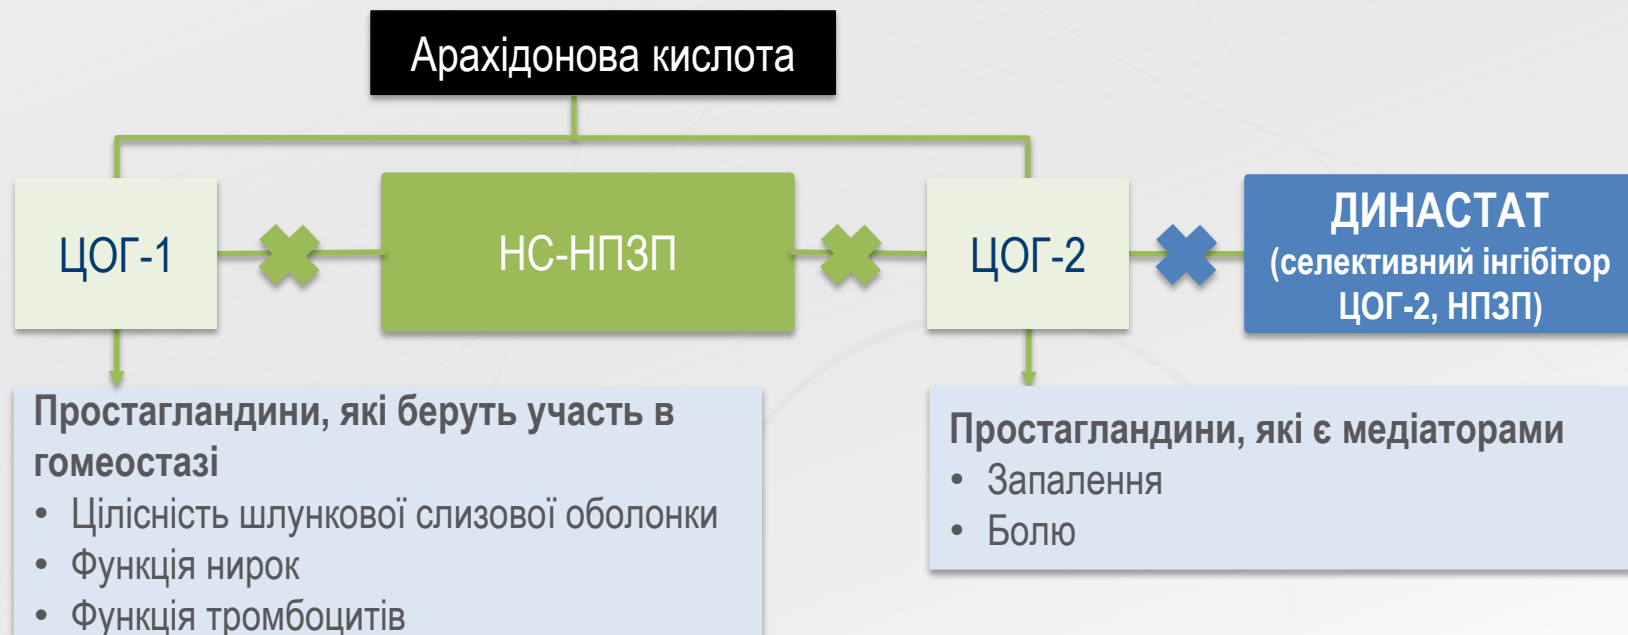 Арахідонова кислота
ЦОГ-1
НС-НПЗП
ЦОГ-2
ДИНАСТАТ
(селективний інгібітор
ЦОГ-2, НПЗП)
Простагландини, які беруть участь в
гомеостазі
• Цілісність шлункової слизової оболонки
• Функція нирок
• Функція тромбоцитів
Простагландини, які є медіаторами
• Запалення
• Болю